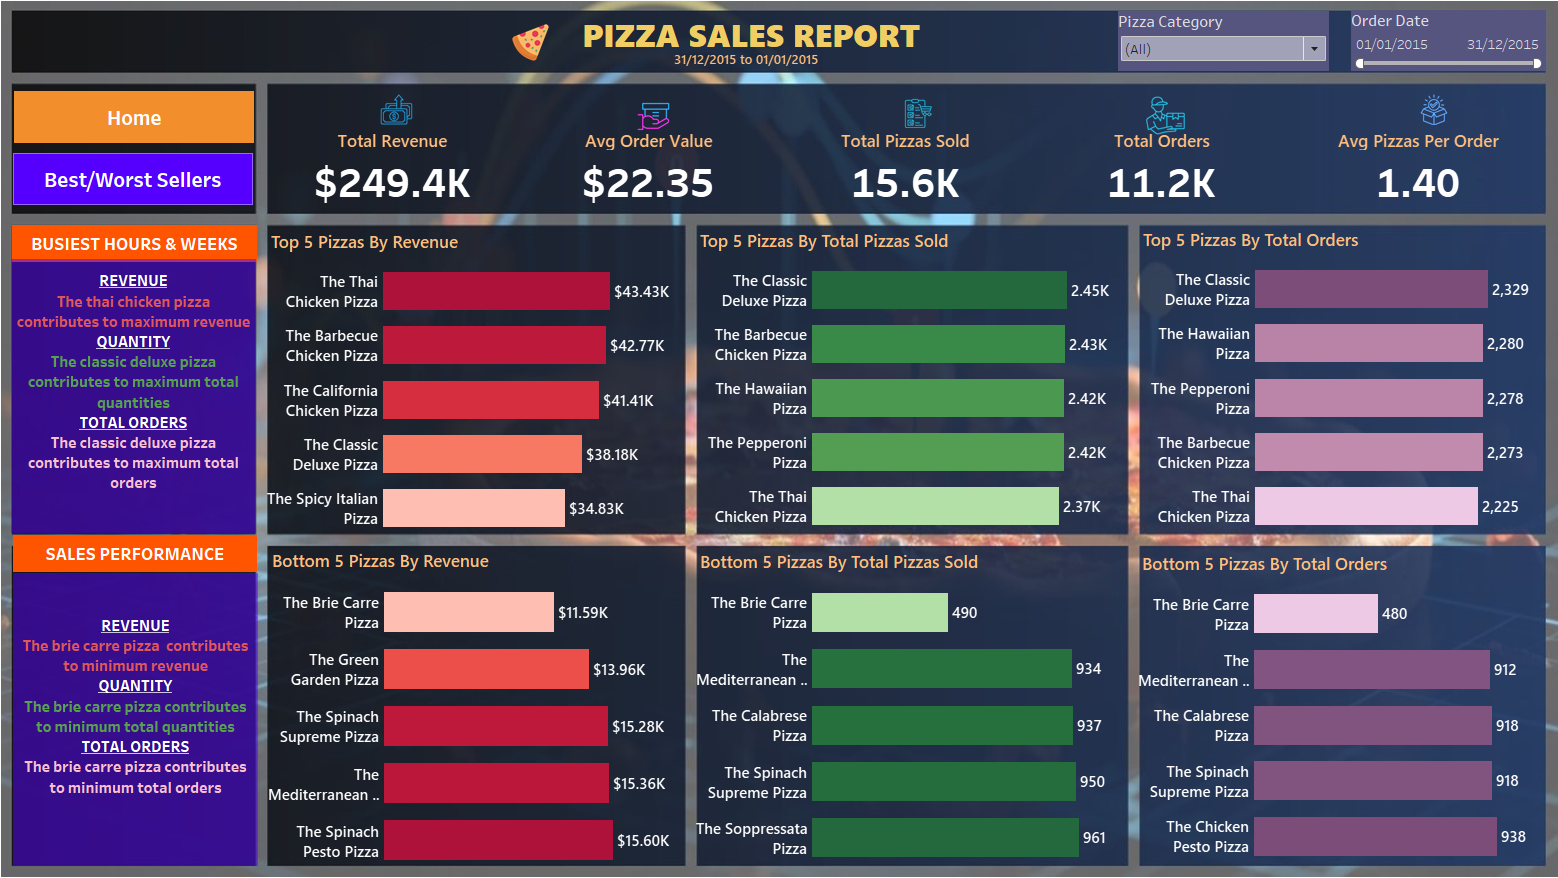 PIZZA SALES REPORT
31/12/2015 to 01/01/2015
Pizza Category
(All)
Order Date
01/01/2015
31/12/2015
Home
Best/Worst Sellers
Total Revenue
$249.4K
Avg Order Value
$22.35
Total Pizzas Sold
15.6K
Total Orders
11.2K
Avg Pizzas Per Order
1.40
BUSIEST HOURS & WEEKS
REVENUE
The thai chicken pizza
contributes to maximum revenue
QUANTITY
The classic deluxe pizza
contributes to maximum total
quantities
TOTAL ORDERS
The classic deluxe pizza
contributes to maximum total
orders
Top 5 Pizzas By Revenue
The Thai
Chicken Pizza
$43.43K
The Barbecue
Chicken Pizza
$42.77K
The California
Chicken Pizza
$41.41K
The Classic
Deluxe Pizza
$38.18K
The Spicy Italian
Pizza
$34.83K
Top 5 Pizzas By Total Pizzas Sold
The Classic
Deluxe Pizza
2.45K
The Barbecue
Chicken Pizza
2.43K
The Hawaiian
Pizza
2.42K
The Pepperoni
Pizza
2.42K
The Thai
Chicken Pizza
2.37K
Top 5 Pizzas By Total Orders
The Classic
Deluxe Pizza
2,329
The Hawaiian
Pizza
2,280
The Pepperoni
Pizza
2,278
The Barbecue
Chicken Pizza
2,273
The Thai
Chicken Pizza
2,225
SALES PERFORMANCE
REVENUE
The brie carre pizza  contributes
to minimum revenue
QUANTITY
The brie carre pizza contributes
to minimum total quantities
TOTAL ORDERS
The brie carre pizza contributes
to minimum total orders
Bottom 5 Pizzas By Revenue
The Brie Carre
Pizza
$11.59K
The Green
Garden Pizza
$13.96K
The Spinach
Supreme Pizza
$15.28K
The
Mediterranean ..
$15.36K
The Spinach
Pesto Pizza
$15.60K
Bottom 5 Pizzas By Total Pizzas Sold
The Brie Carre
Pizza
490
The
Mediterranean ..
934
The Calabrese
Pizza
937
The Spinach
Supreme Pizza
950
The Soppressata
Pizza
961
Bottom 5 Pizzas By Total Orders
The Brie Carre
Pizza
480
The
Mediterranean ..
912
The Calabrese
Pizza
918
The Spinach
Supreme Pizza
918
The Chicken
Pesto Pizza
938